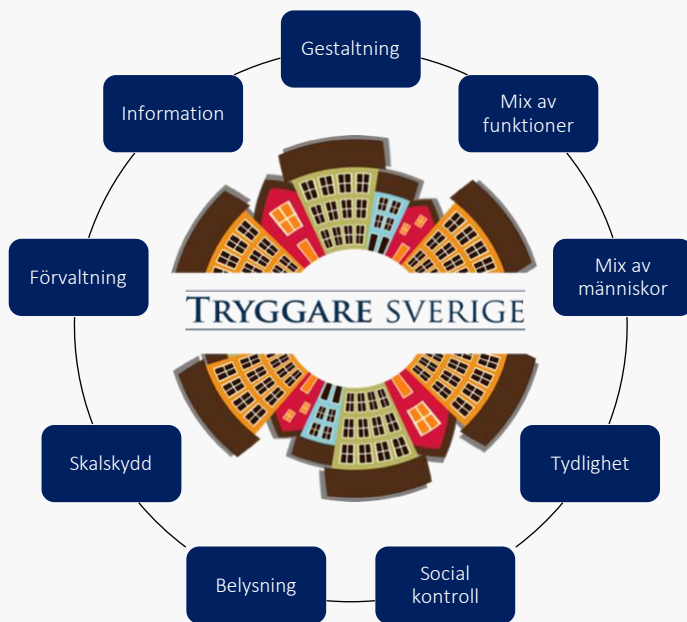 Gestaltning
Mix av
funktioner
Mix av
människor
Tydlighet
Social
kontroll
Belysning
Skalskydd
Förvaltning
Information
TRYGGARE SVERIGE